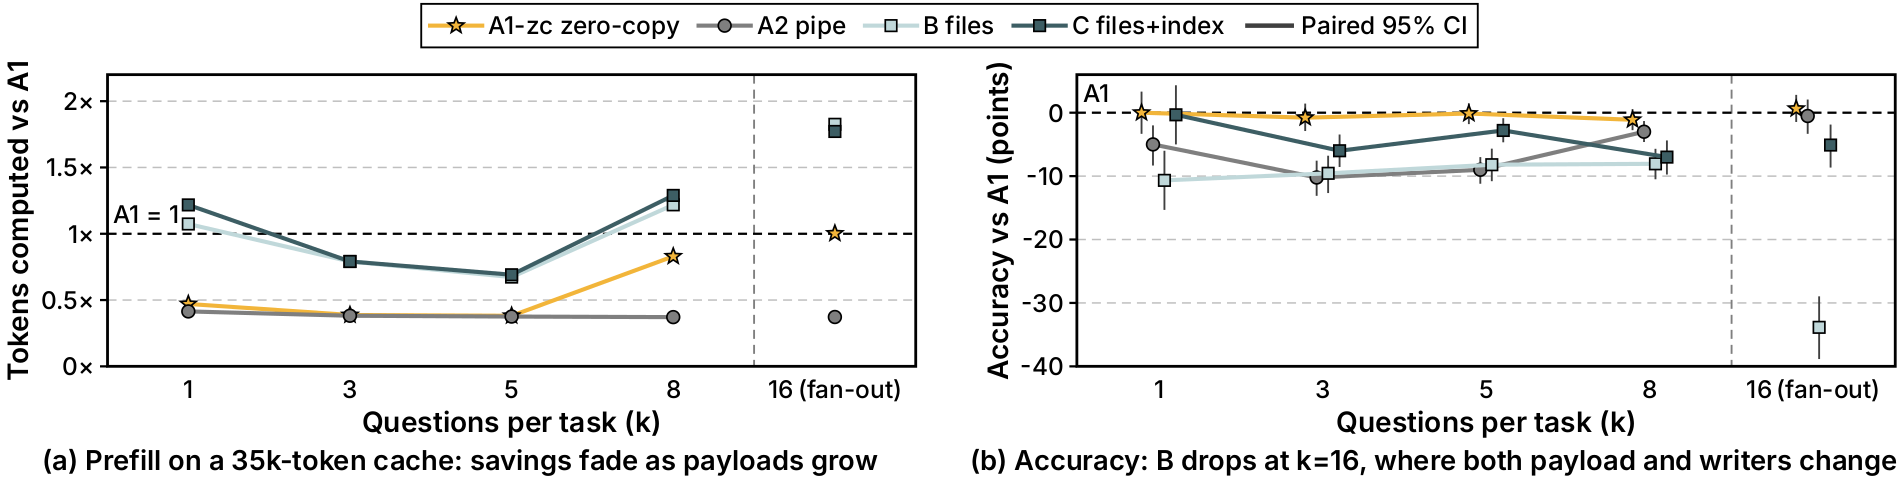 A1-zc zero-copy A2 pipe B files C files+index Paired 95% CI
Tokens computed vs A1
2×
1.5×
1×
0.5×
0×
A1 = 1
1 3 5 8 16 (fan-out)
Questions per task (k)
(a) Prefill on a 35k-token cache: savings fade as payloads grow
Accuracy vs A1 (points)
0
-10
-20
-30
-40
A1
1 3 5 8 16 (fan-out)
Questions per task (k)
(b) Accuracy: B drops at k=16, where both payload and writers change